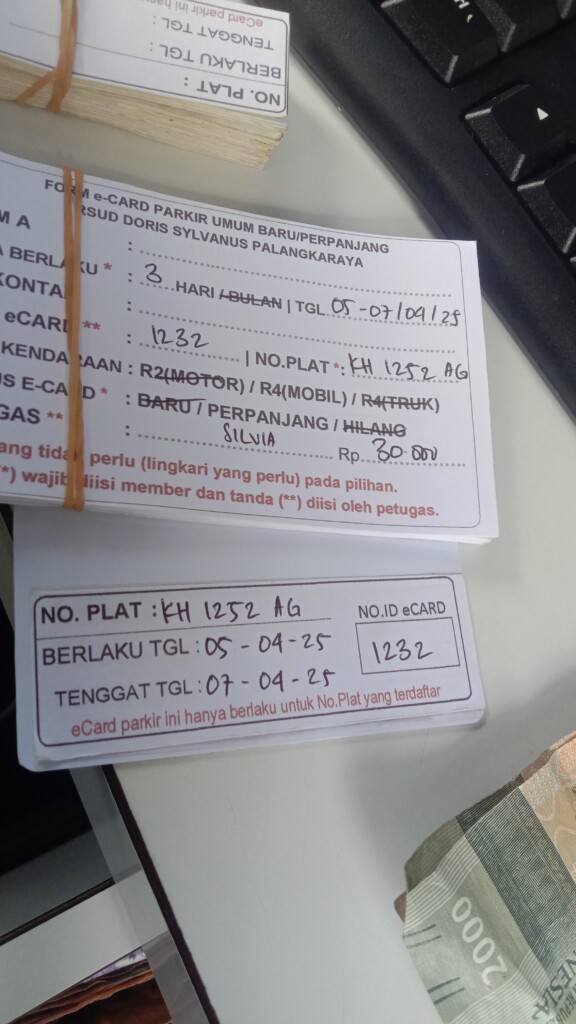 NO. PLAT :
BERLAKU TGL :
TENGGAT TGL :
eCard parkir ini
FORM e-CARD PARKIR UMUM BARU/PERPANJANG
RSUD DORIS SYLVANUS PALANGKARAYA
M A : ....................
BERLAKU * : 3 HARI / BULAN | TGL 05 - 07/04/25
KONTA : ....................
eCARD ** : 1232 | NO.PLAT * : KH 1252 AG
KENDARAAN : R2(MOTOR) / R4(MOBIL) / R4(TRUK)
US E-CARD * : BARU / PERPANJANG / HILANG
GAS ** : SILVIA Rp. 30.000
ang tidak perlu (lingkari yang perlu) pada pilihan.
*) wajib diisi member dan tanda (**) diisi oleh petugas.
NO. PLAT : KH 1252 AG
NO.ID eCARD
BERLAKU TGL : 05 - 04 - 25
1232
TENGGAT TGL : 07 - 04 - 25
eCard parkir ini hanya berlaku untuk No.Plat yang terdaftar
2000